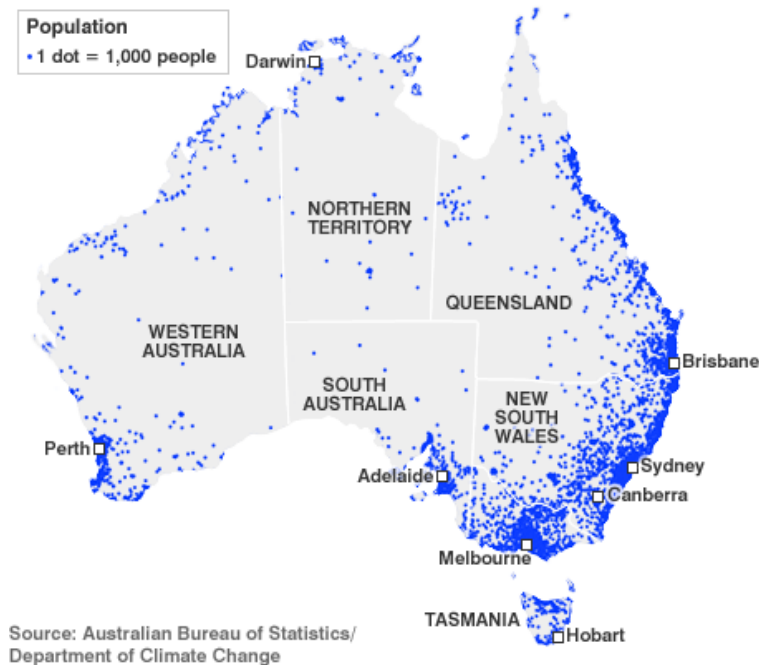 Population
• 1 dot = 1,000 people
Darwin
NORTHERN
TERRITORY
QUEENSLAND
WESTERN
AUSTRALIA
SOUTH
AUSTRALIA
Brisbane
NEW
SOUTH
WALES
Perth
Sydney
Adelaide
Canberra
Melbourne
TASMANIA
Hobart
Source: Australian Bureau of Statistics/
Department of Climate Change